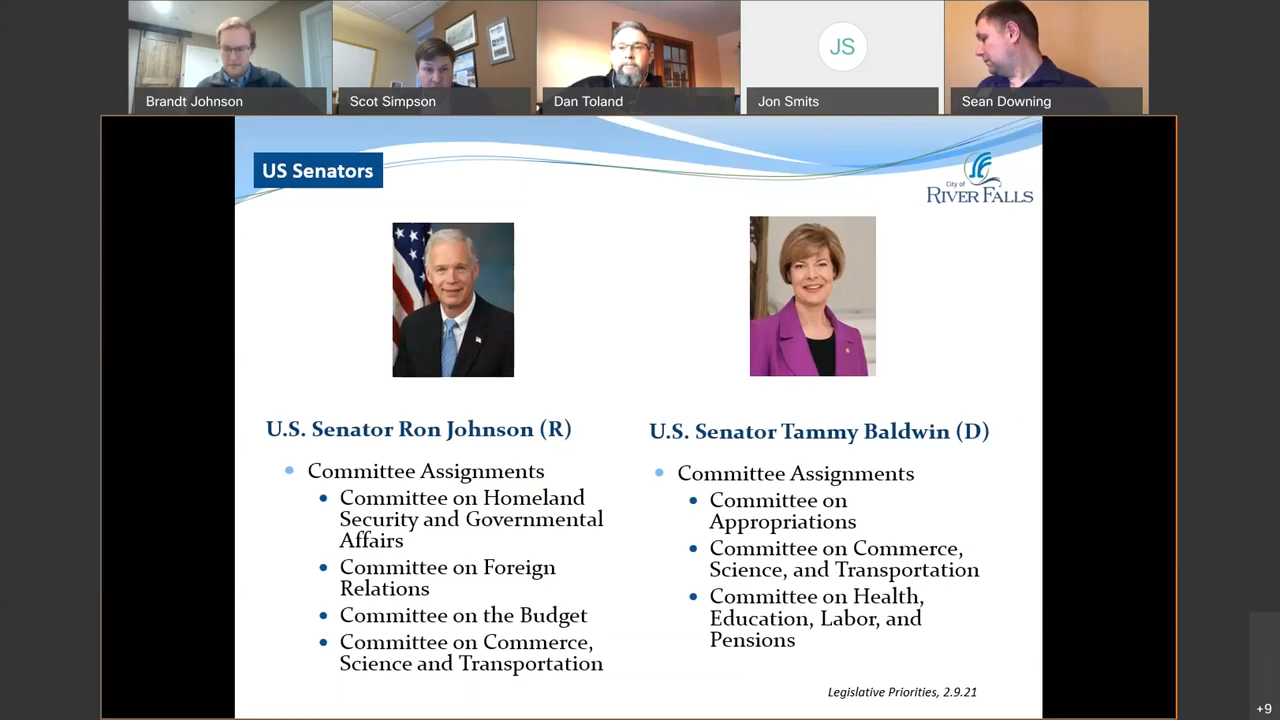 Brandt Johnson
Scot Simpson
Dan Toland
JS
Jon Smits
Sean Downing
US Senators
City of
RIVER FALLS
U.S. Senator Ron Johnson (R)
Committee Assignments
Committee on Homeland
Security and Governmental
Affairs
Committee on Foreign
Relations
Committee on the Budget
Committee on Commerce,
Science and Transportation
U.S. Senator Tammy Baldwin (D)
Committee Assignments
Committee on
Appropriations
Committee on Commerce,
Science, and Transportation
Committee on Health,
Education, Labor, and
Pensions
Legislative Priorities, 2.9.21
+9